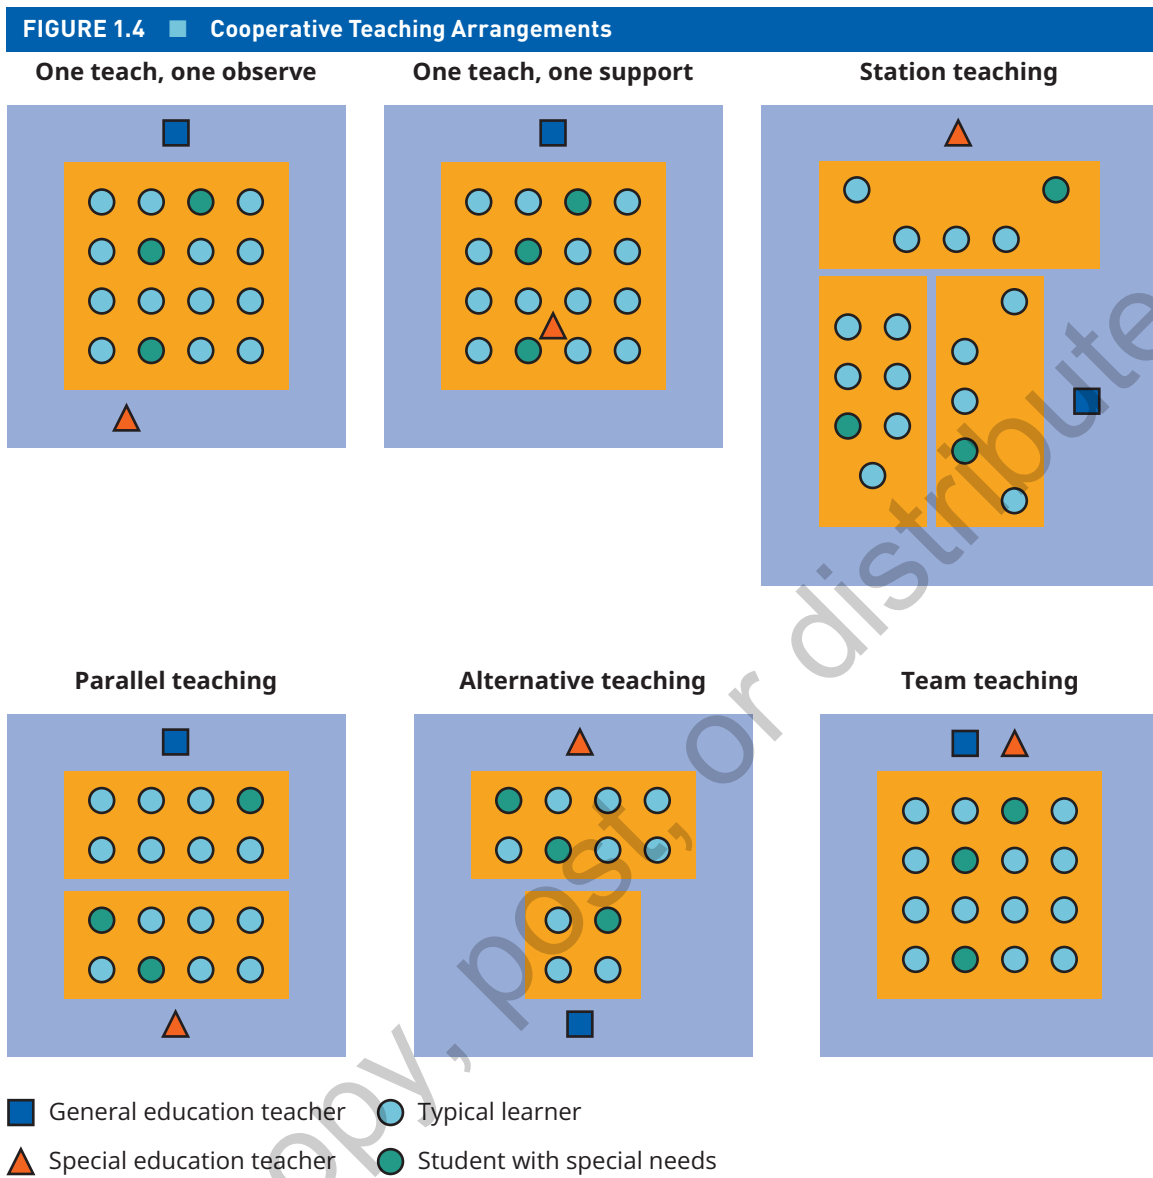 FIGURE 1.4 ■ Cooperative Teaching Arrangements
One teach, one observe
One teach, one support
Station teaching
Parallel teaching
Alternative teaching
Team teaching
General education teacher
Typical learner
Special education teacher
Student with special needs
opy, post, or distribute